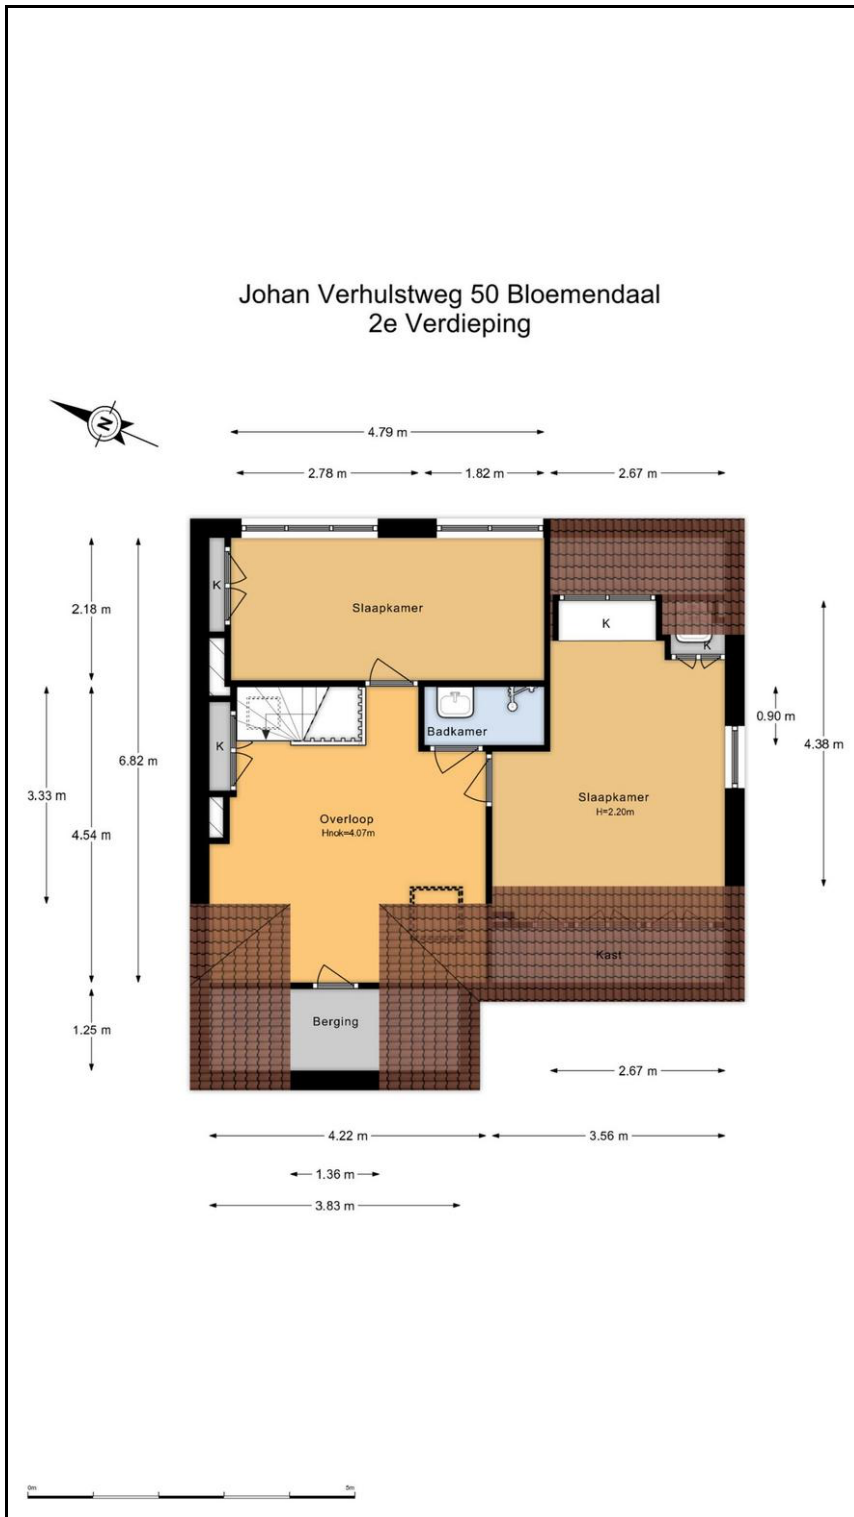 Johan Verhulstweg 50 Bloemendaal
2e Verdieping
N
4.79 m
2.78 m
1.82 m
2.67 m
K
2.18 m
Slaapkamer
K
K
0.90 m
Badkamer
4.38 m
K
6.82 m
3.33 m
Slaapkamer
H=2.20m
4.54 m
Overloop
Hnok=4.07m
Kast
Berging
1.25 m
2.67 m
4.22 m
3.56 m
1.36 m
3.83 m
0m
5m